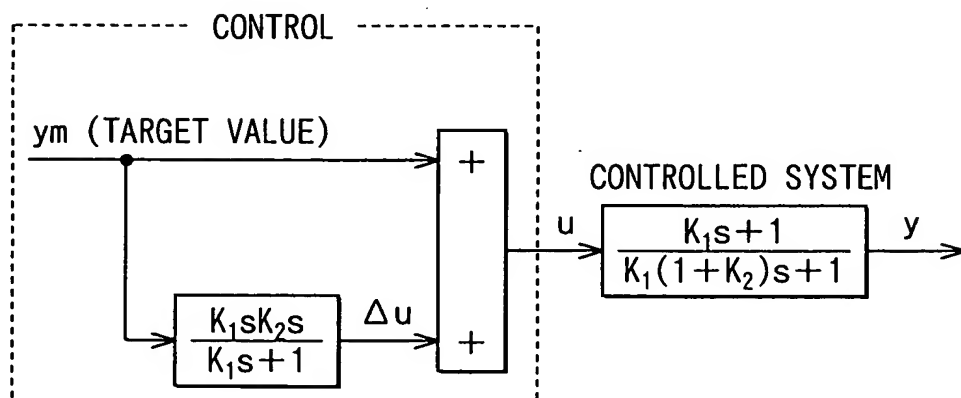 CONTROL
ym (TARGET VALUE)
+
CONTROLLED SYSTEM
u
K₁s+1
K₁(1+K₂)s+1
y
K₁sK₂s
K₁s+1
Δu
+